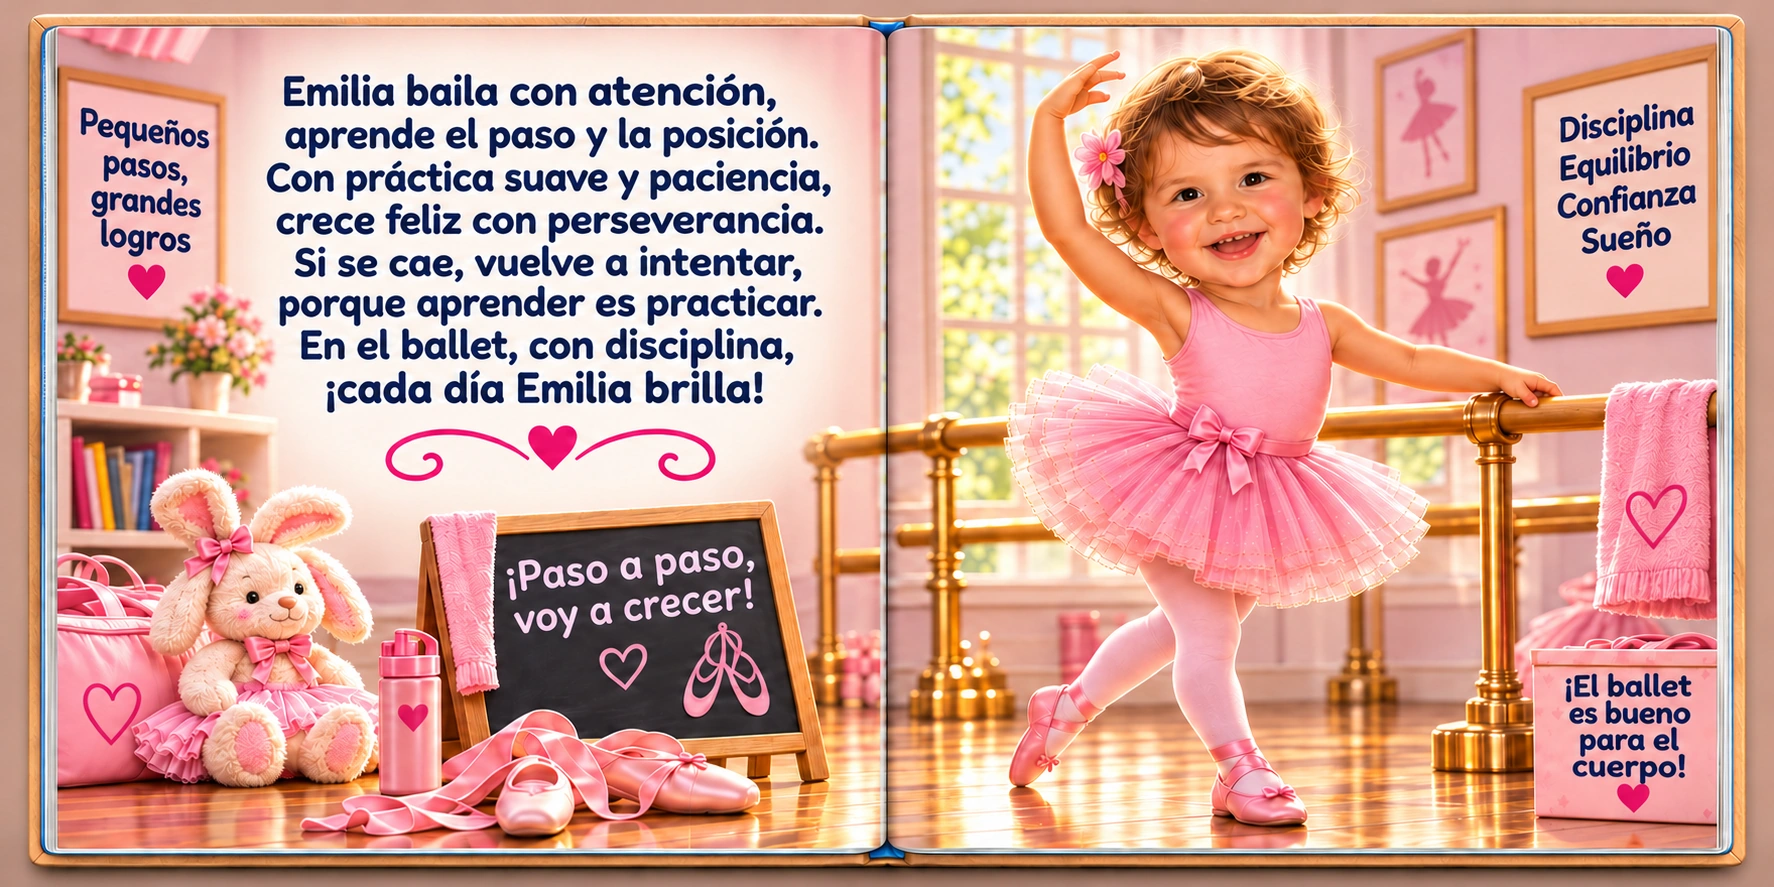 Pequeños
pasos,
grandes
logros
Emilia baila con atención,
aprende el paso y la posición.
Con práctica suave y paciencia,
crece feliz con perseverancia.
Si se cae, vuelve a intentar,
porque aprender es practicar.
En el ballet, con disciplina,
¡cada día Emilia brilla!
¡Paso a paso,
voy a crecer!
Disciplina
Equilibrio
Confianza
Sueño
¡El ballet
es bueno
para el
cuerpo!